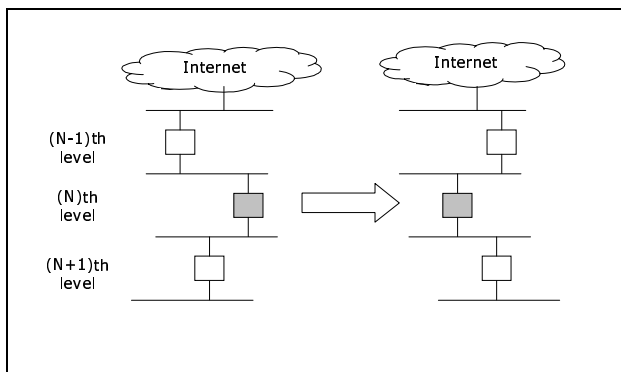 Internet
Internet
(N-1)th
level
(N)th
level
(N+1)th
level